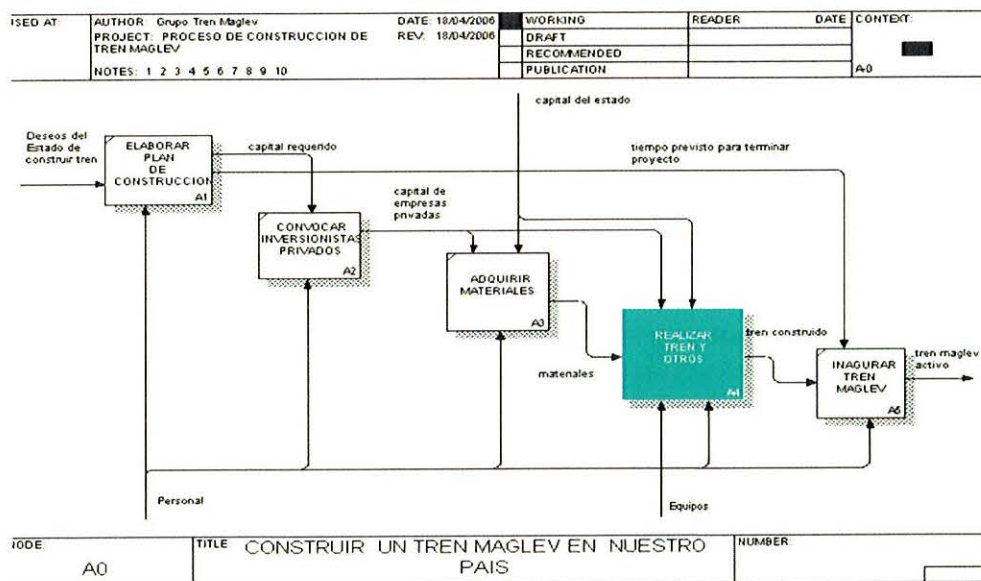 ISED AT
AUTHOR: Grupo Tren Maglev
DATE: 18/04/2006
PROJECT: PROCESO DE CONSTRUCCION DE
TREN MAGLEV
REV: 18/04/2006
NOTES: 1 2 3 4 5 6 7 8 9 10
WORKING
DRAFT
RECOMMENDED
PUBLICATION
READER
DATE
CONTEXT:
A-0
capital del estado
Deseos del
Estado de
construir tren
ELABORAR
PLAN
DE
CONSTRUCCION
A1
capital requerido
tiempo previsto para terminar
proyecto
CONVOCAR
INVERSIONISTAS
PRIVADOS
A2
capital de
empresas
privadas
ADQUIRIR
MATERIALES
A3
materiales
REALIZAR
TREN Y
OTROS
A4
tren construido
INAGURAR
TREN
MAGLEV
A5
tren maglev
activo
Personal
Equipos
NODE:
A0
TITLE
CONSTRUIR UN TREN MAGLEV EN NUESTRO
PAIS
NUMBER: